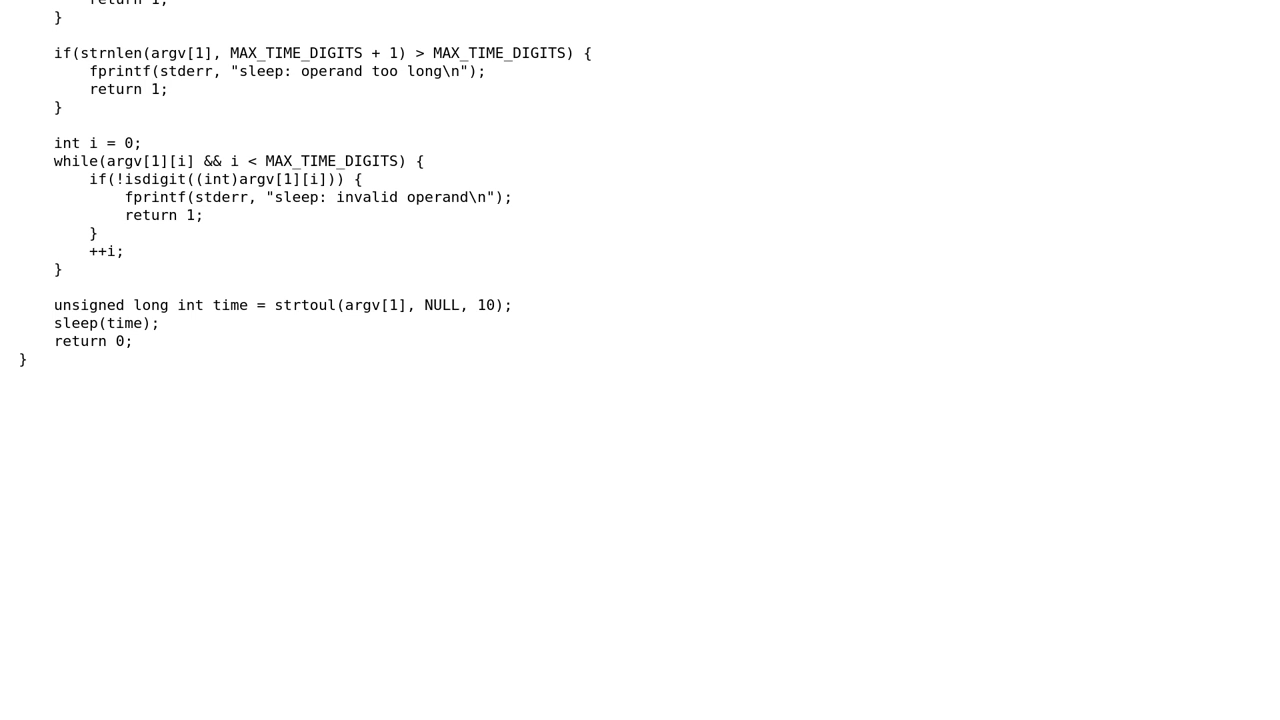 return 1;
    }

    if(strnlen(argv[1], MAX_TIME_DIGITS + 1) > MAX_TIME_DIGITS) {
        fprintf(stderr, "sleep: operand too long\n");
        return 1;
    }

    int i = 0;
    while(argv[1][i] && i < MAX_TIME_DIGITS) {
        if(!isdigit((int)argv[1][i])) {
            fprintf(stderr, "sleep: invalid operand\n");
            return 1;
        }
        ++i;
    }

    unsigned long int time = strtoul(argv[1], NULL, 10);
    sleep(time);
    return 0;
}